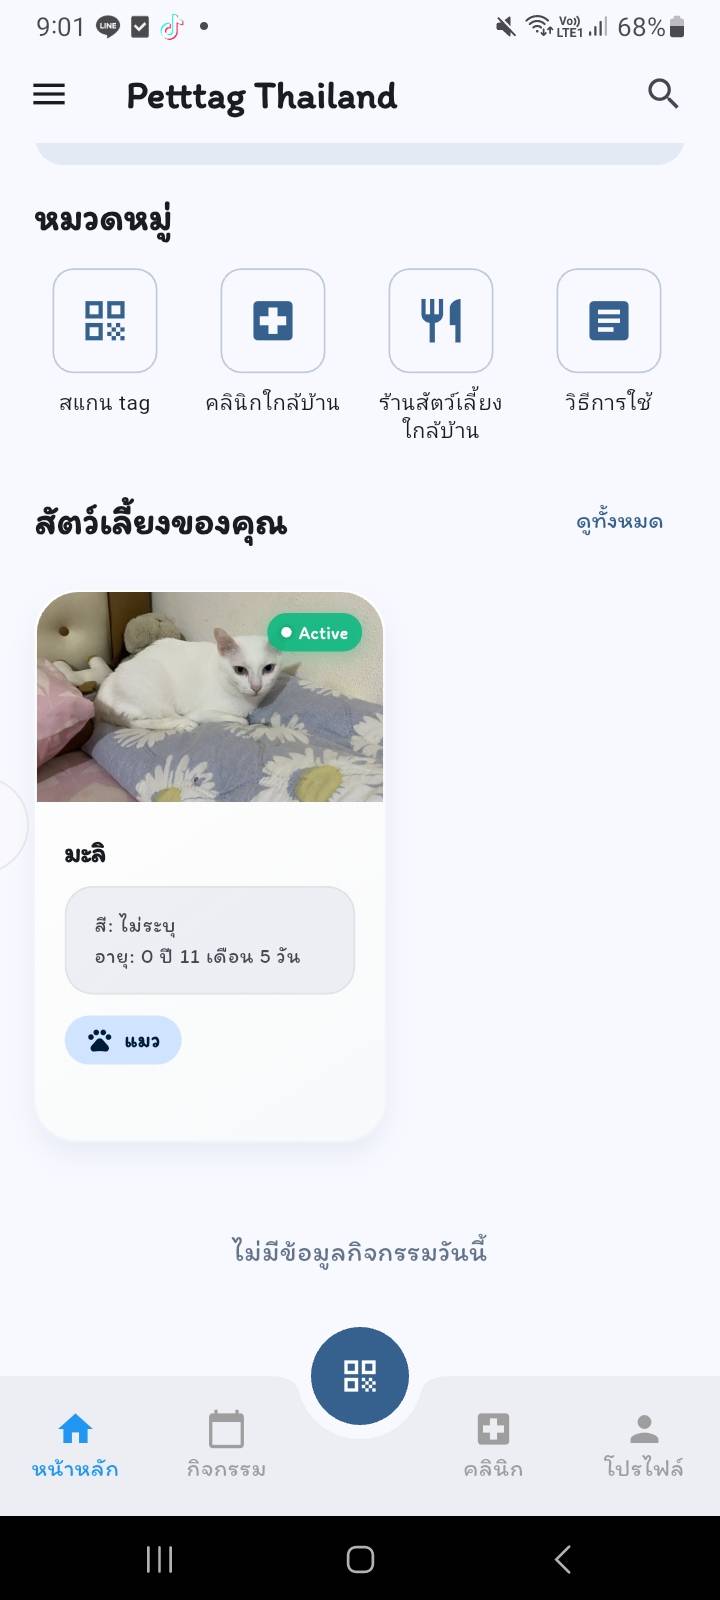 9:01 LINE Vo)) LTE1 68%
Petttag Thailand
หมวดหมู่
สแกน tag
คลินิกใกล้บ้าน
ร้านสัตว์เลี้ยง
ใกล้บ้าน
วิธีการใช้
สัตว์เลี้ยงของคุณ
ดูทั้งหมด
Active
มะลิ
สี: ไม่ระบุ
อายุ: 0 ปี 11 เดือน 5 วัน
แมว
ไม่มีข้อมูลกิจกรรมวันนี้
หน้าหลัก
กิจกรรม
คลินิก
โปรไฟล์